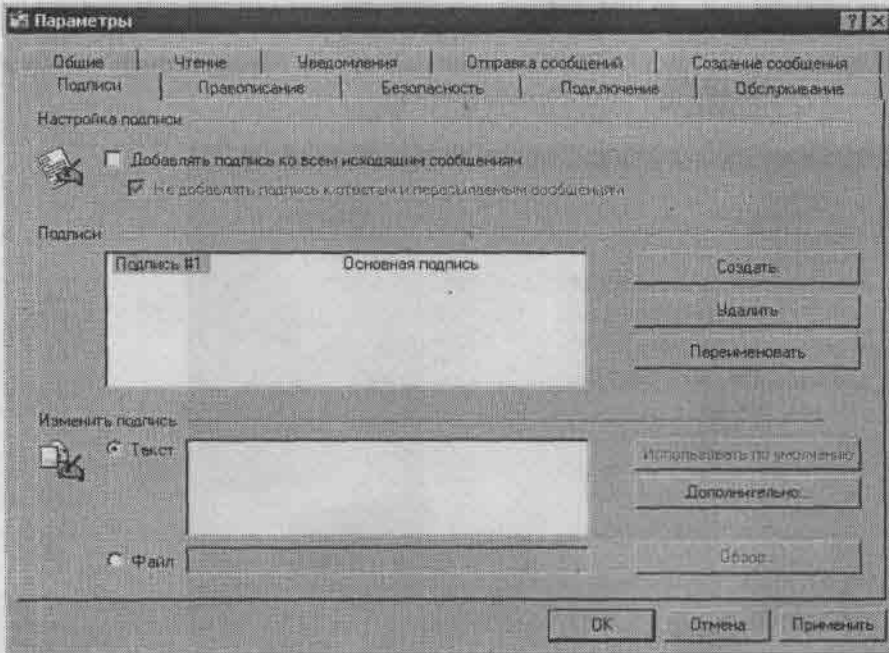 Параметры
Общие Чтение Уведомления Отправка сообщений Создание сообщения
Подписи Правописание Безопасность Подключение Обслуживание
Настройка подписи
Добавлять подпись ко всем исходящим сообщениям
Не добавлять подпись к ответам и пересылаемым сообщениям
Подписи
Подпись #1 Основная подпись
Создать
Удалить
Переименовать
Изменить подпись
Текст
Использовать по умолчанию
Дополнительно...
Файл
Обзор...
ОК Отмена Применить